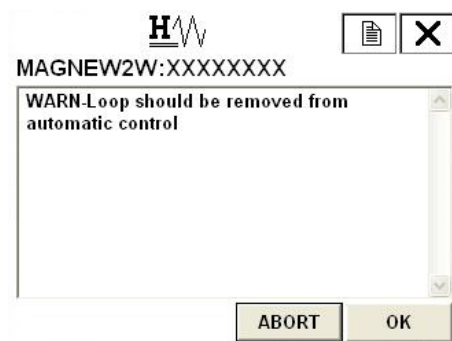 H
MAGNEW2W:XXXXXXXX
WARN-Loop should be removed from
automatic control
ABORT OK